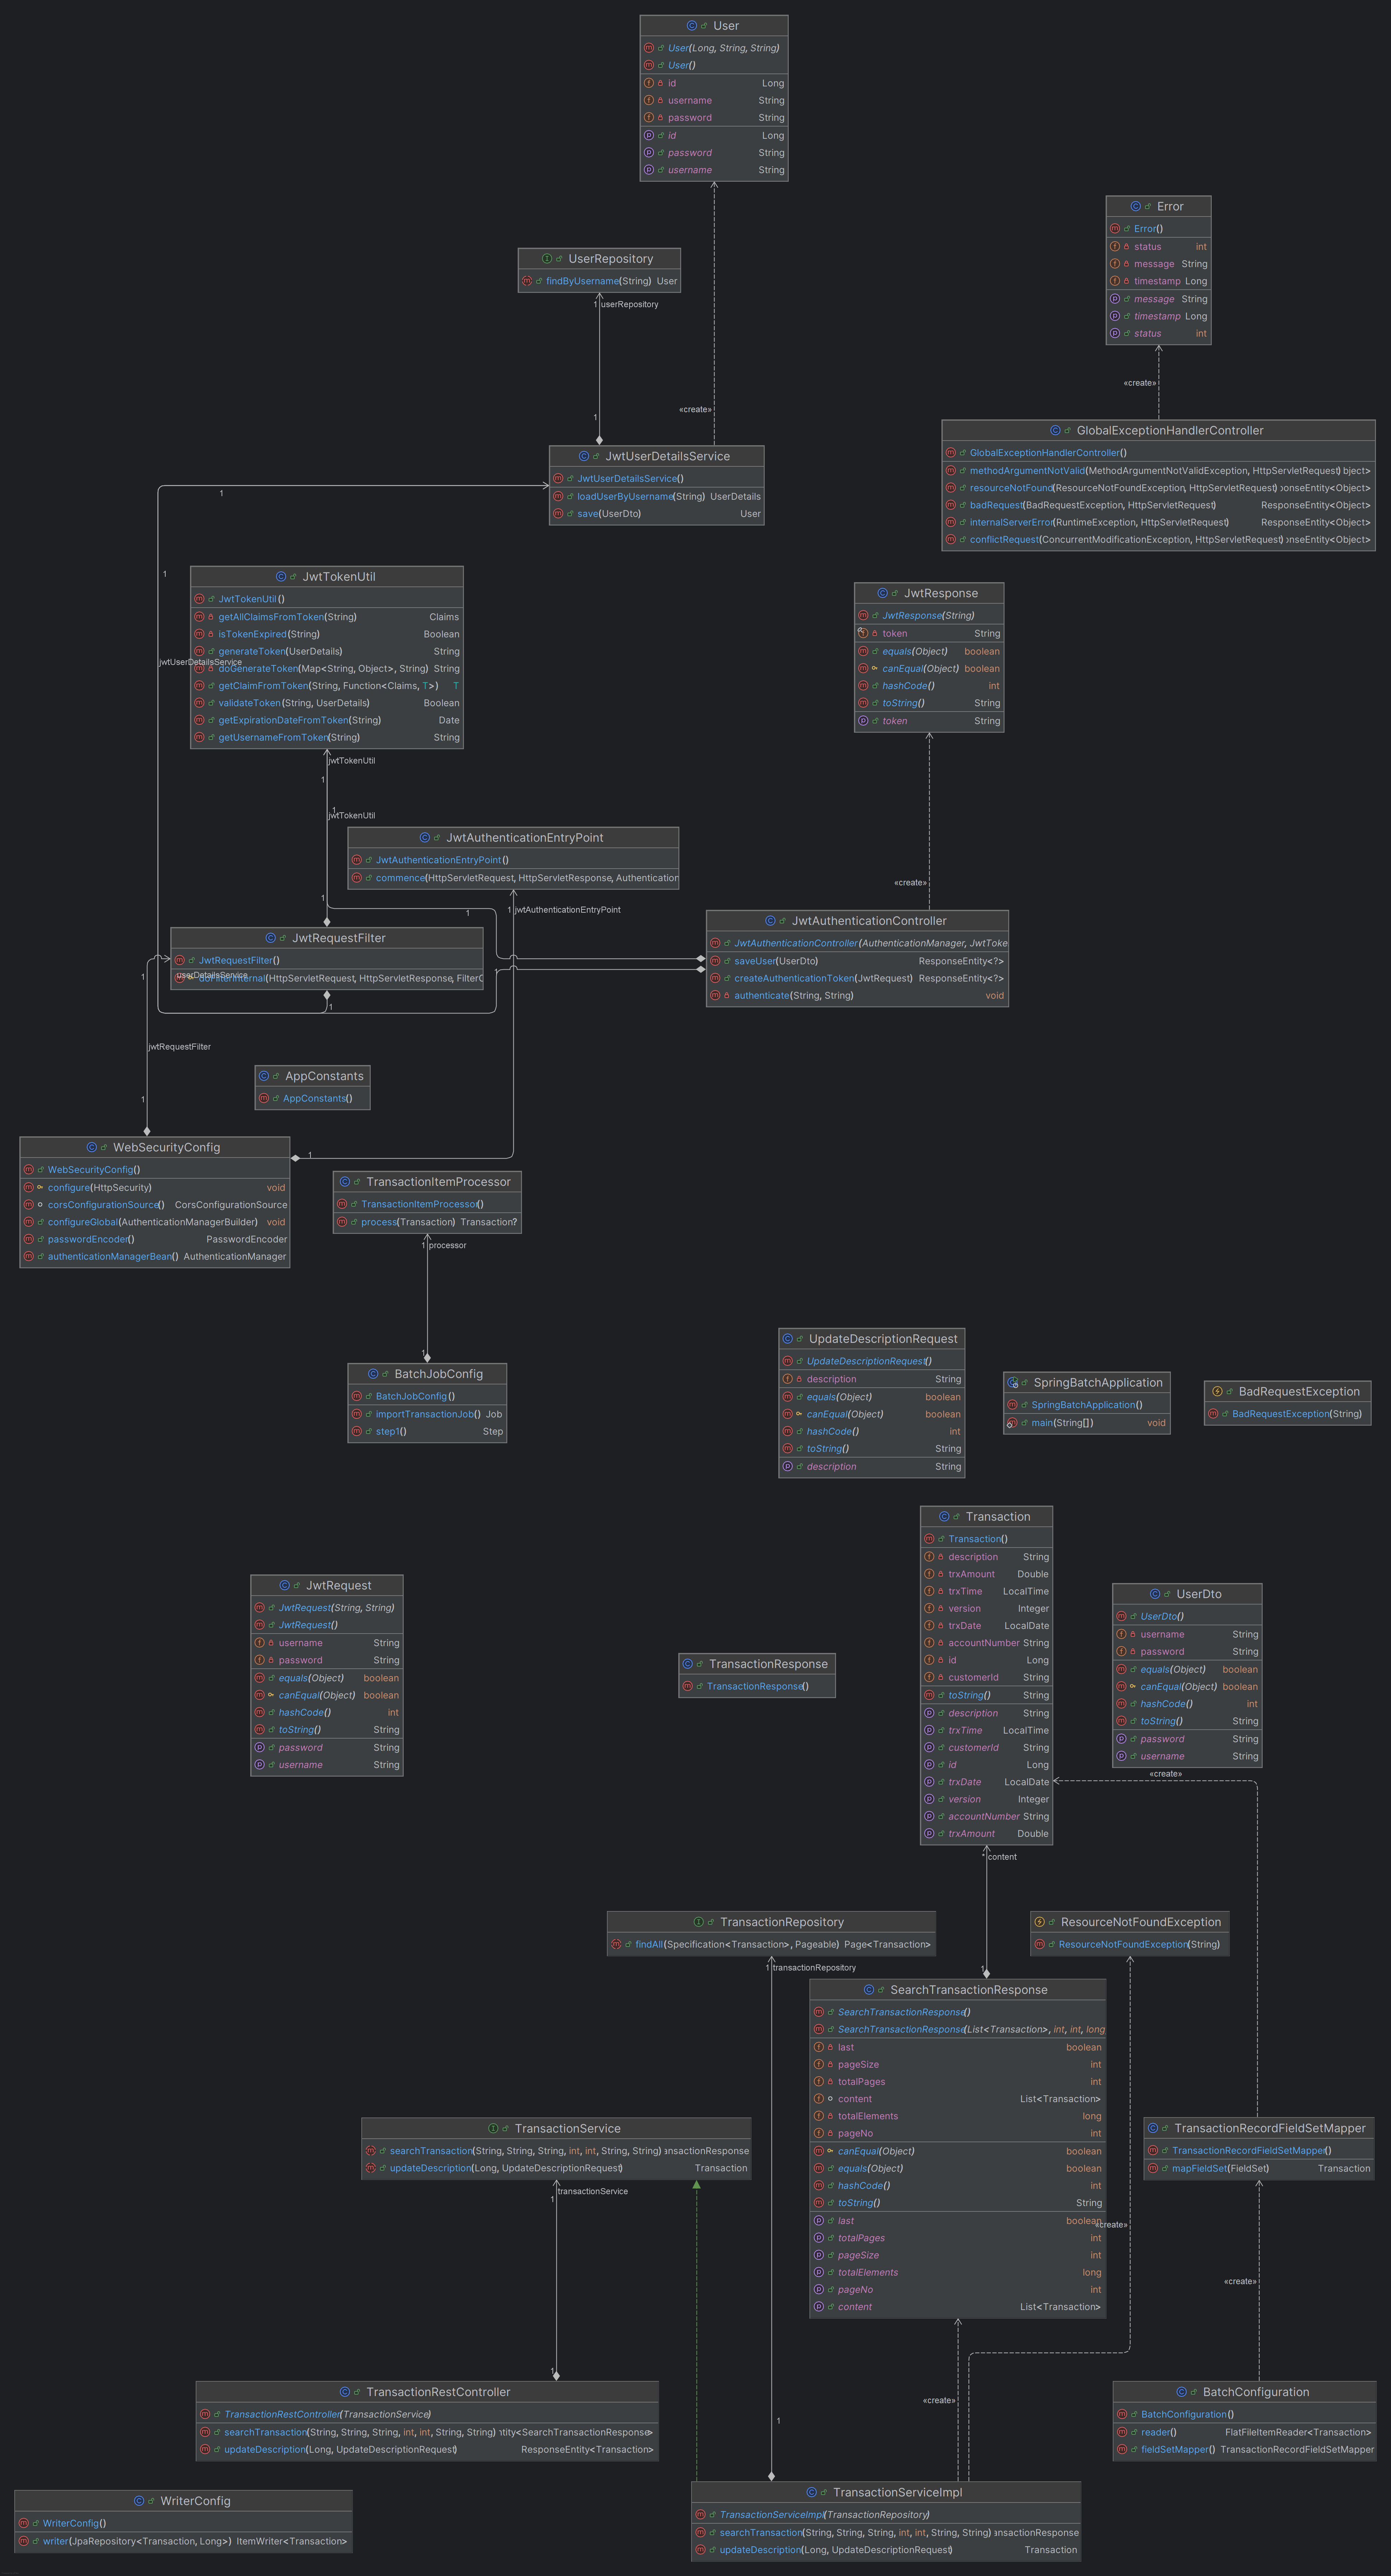 User
User(Long, String, String)
User()
id Long
username String
password String
id Long
password String
username String
Error
Error()
status int
message String
timestamp Long
message String
timestamp Long
status int
UserRepository
findByUsername(String) User
1 userRepository
1
«create»
«create»
GlobalExceptionHandlerController
GlobalExceptionHandlerController()
methodArgumentNotValid(MethodArgumentNotValidException, HttpServletRequest) bject>
resourceNotFound(ResourceNotFoundException, HttpServletRequest) onseEntity<Object>
badRequest(BadRequestException, HttpServletRequest) ResponseEntity<Object>
internalServerError(RuntimeException, HttpServletRequest) ResponseEntity<Object>
conflictRequest(ConcurrentModificationException, HttpServletRequest) onseEntity<Object>
JwtUserDetailsService
JwtUserDetailsService()
loadUserByUsername(String) UserDetails
save(UserDto) User
1
1
jwtUserDetailsService
JwtTokenUtil
JwtTokenUtil()
getAllClaimsFromToken(String) Claims
isTokenExpired(String) Boolean
generateToken(UserDetails) String
doGenerateToken(Map<String, Object>, String) String
getClaimFromToken(String, Function<Claims, T>) T
validateToken(String, UserDetails) Boolean
getExpirationDateFromToken(String) Date
getUsernameFromToken(String) String
JwtResponse
JwtResponse(String)
token String
equals(Object) boolean
canEqual(Object) boolean
hashCode() int
toString() String
token String
jwtTokenUtil
1
1
jwtTokenUtil
1
1
«create»
JwtAuthenticationEntryPoint
JwtAuthenticationEntryPoint()
commence(HttpServletRequest, HttpServletResponse, Authentication
1 jwtAuthenticationEntryPoint
JwtAuthenticationController
JwtAuthenticationController(AuthenticationManager, JwtToke
saveUser(UserDto) ResponseEntity<?>
createAuthenticationToken(JwtRequest) ResponseEntity<?>
authenticate(String, String) void
JwtRequestFilter
JwtRequestFilter()
userDetailsService
doFilterInternal(HttpServletRequest, HttpServletResponse, FilterC
1
1
1
jwtRequestFilter
1
AppConstants
AppConstants()
WebSecurityConfig
WebSecurityConfig()
configure(HttpSecurity) void
corsConfigurationSource() CorsConfigurationSource
configureGlobal(AuthenticationManagerBuilder) void
passwordEncoder() PasswordEncoder
authenticationManagerBean() AuthenticationManager
1
TransactionItemProcessor
TransactionItemProcessor()
process(Transaction) Transaction?
1 processor
1
BatchJobConfig
BatchJobConfig()
importTransactionJob() Job
step1() Step
UpdateDescriptionRequest
UpdateDescriptionRequest()
description String
equals(Object) boolean
canEqual(Object) boolean
hashCode() int
toString() String
description String
SpringBatchApplication
SpringBatchApplication()
main(String[]) void
BadRequestException
BadRequestException(String)
Transaction
Transaction()
description String
trxAmount Double
trxTime LocalTime
version Integer
trxDate LocalDate
accountNumber String
id Long
customerId String
toString() String
description String
trxTime LocalTime
customerId String
id Long
trxDate LocalDate
version Integer
accountNumber String
trxAmount Double
JwtRequest
JwtRequest(String, String)
JwtRequest()
username String
password String
equals(Object) boolean
canEqual(Object) boolean
hashCode() int
toString() String
password String
username String
UserDto
UserDto()
username String
password String
equals(Object) boolean
canEqual(Object) boolean
hashCode() int
toString() String
password String
username String
«create»
TransactionResponse
TransactionResponse()
* content
1
TransactionRepository
findAll(Specification<Transaction>, Pageable) Page<Transaction>
1 transactionRepository
ResourceNotFoundException
ResourceNotFoundException(String)
SearchTransactionResponse
SearchTransactionResponse()
SearchTransactionResponse(List<Transaction>, int, int, long
last boolean
pageSize int
totalPages int
content List<Transaction>
totalElements long
pageNo int
canEqual(Object) boolean
equals(Object) boolean
hashCode() int
toString() String
last boolean
totalPages int
pageSize int
totalElements long
pageNo int
content List<Transaction>
«create»
TransactionService
searchTransaction(String, String, String, int, int, String, String) ansactionResponse
updateDescription(Long, UpdateDescriptionRequest) Transaction
transactionService
1
1
TransactionRecordFieldSetMapper
TransactionRecordFieldSetMapper()
mapFieldSet(FieldSet) Transaction
«create»
TransactionRestController
TransactionRestController(TransactionService)
searchTransaction(String, String, String, int, int, String, String) ntity<SearchTransactionResponse>
updateDescription(Long, UpdateDescriptionRequest) ResponseEntity<Transaction>
«create»
1
BatchConfiguration
BatchConfiguration()
reader() FlatFileItemReader<Transaction>
fieldSetMapper() TransactionRecordFieldSetMapper
WriterConfig
WriterConfig()
writer(JpaRepository<Transaction, Long>) ItemWriter<Transaction>
TransactionServiceImpl
TransactionServiceImpl(TransactionRepository)
searchTransaction(String, String, String, int, int, String, String) ansactionResponse
updateDescription(Long, UpdateDescriptionRequest) Transaction